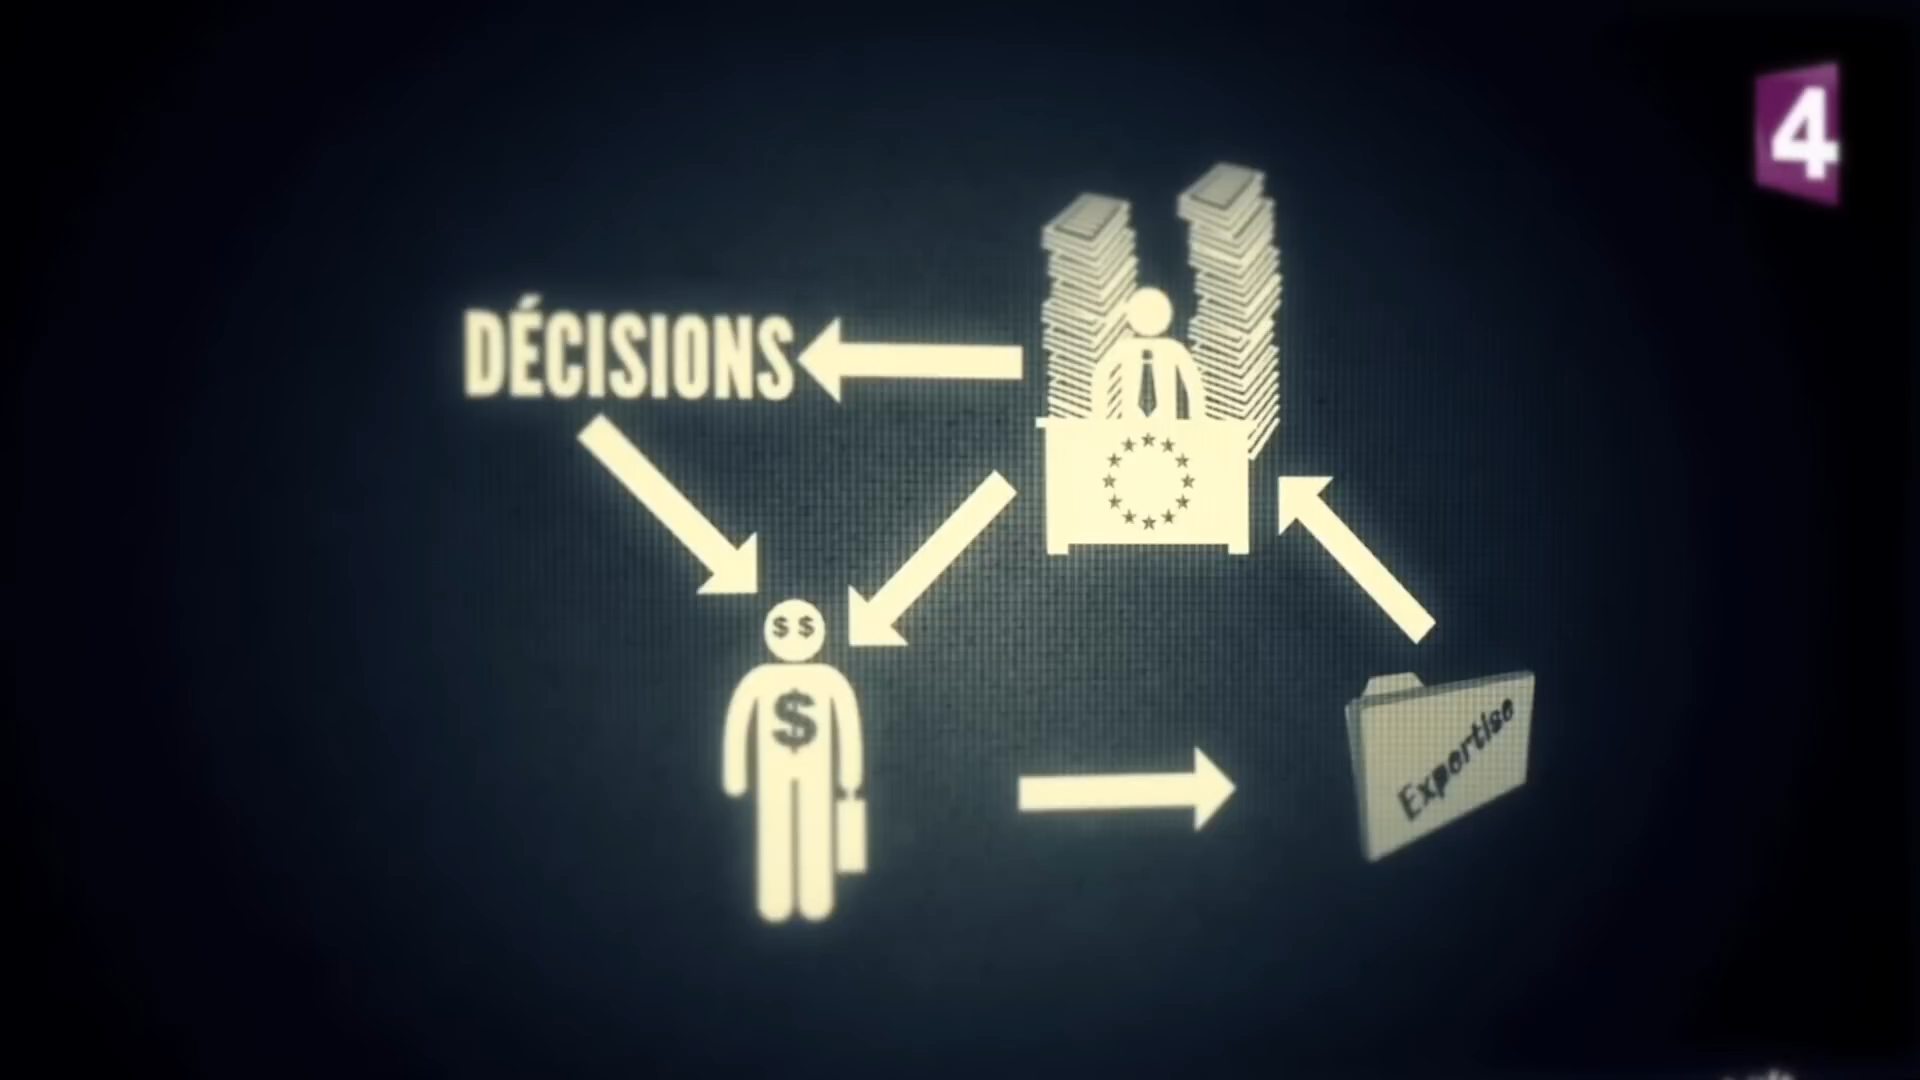 4
DÉCISIONS
$ $
$
Expertise